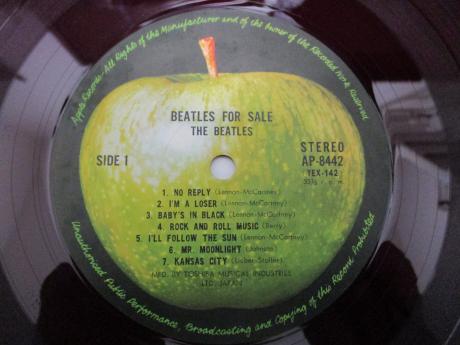 Apple Records · All Rights of the Manufacturer and of the Owner of the Recorded Work Reserved
BEATLES FOR SALE
THE BEATLES
SIDE 1
STEREO
AP-8442
YEX-142
33⅓ r. p. m
1. NO REPLY (Lennon-McCartney)
2. I'M A LOSER (Lennon-McCartney)
3. BABY'S IN BLACK (Lennon-McCartney)
4. ROCK AND ROLL MUSIC (Berry)
5. I'LL FOLLOW THE SUN (Lennon-McCartney)
6. MR. MOONLIGHT (Johnson)
7. KANSAS CITY (Lieber-Stoller)
MFD. BY TOSHIBA MUSICAL INDUSTRIES
LTD. JAPAN
Unauthorized Public Performance, Broadcasting and Copying of this Record Prohibited